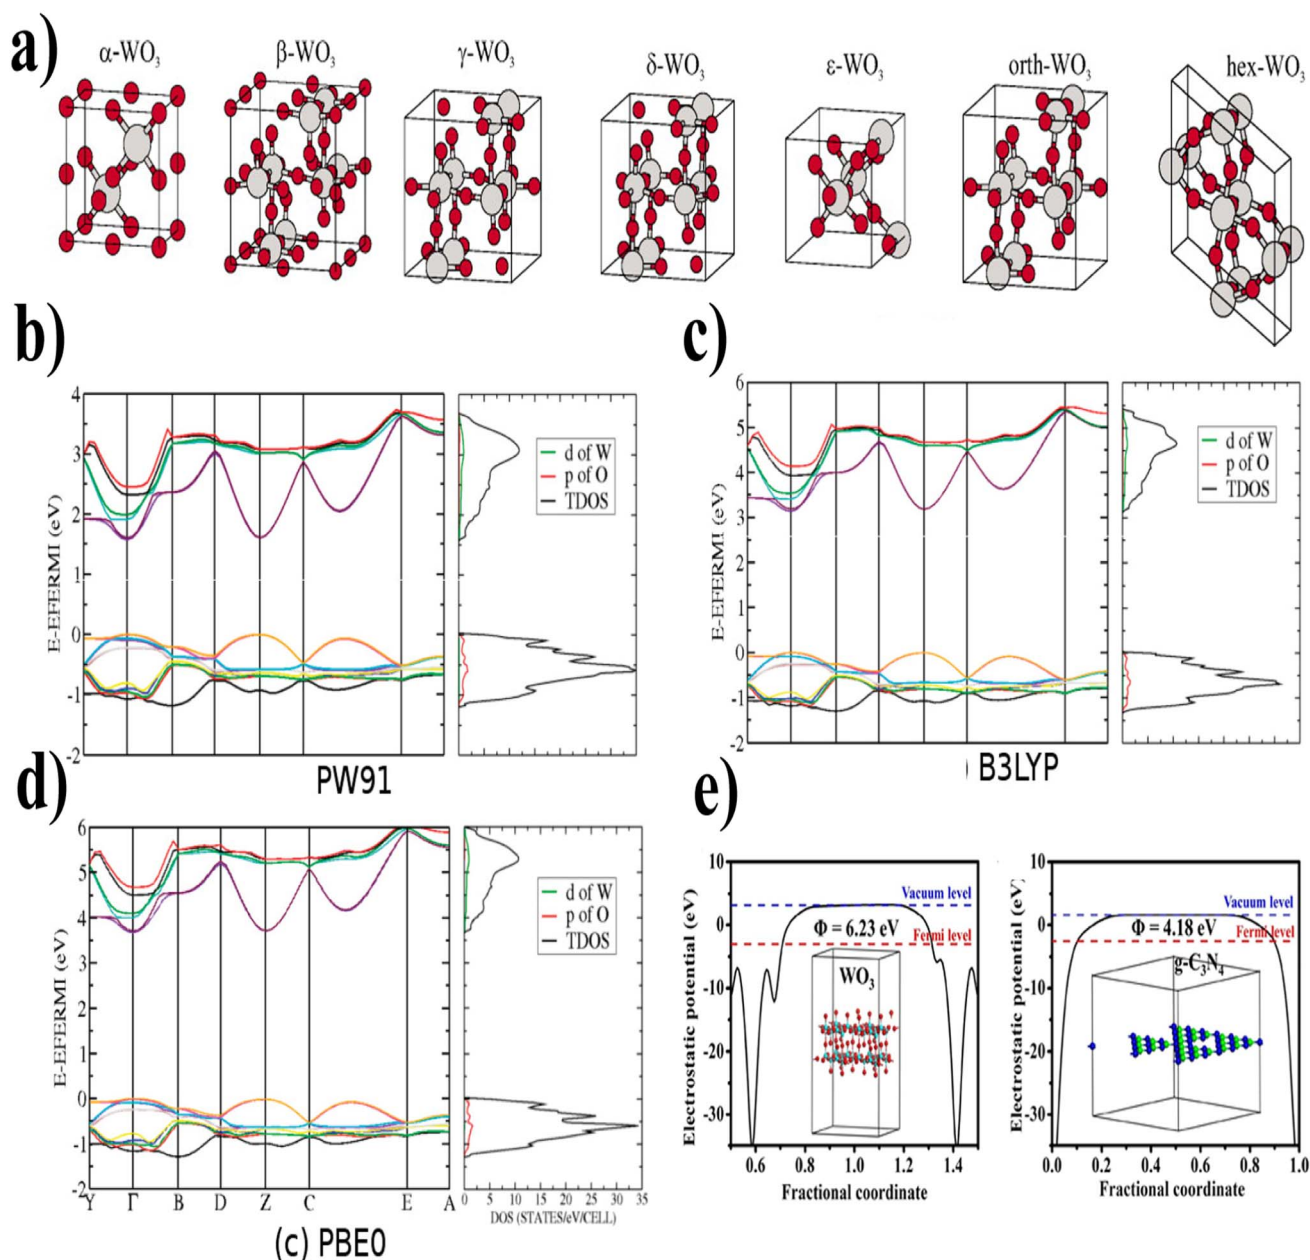 a)
α-WO3
β-WO3
γ-WO3
δ-WO3
ε-WO3
orth-WO3
hex-WO3
b)
4
3
2
1
0
-1
-2
E-EFERMI (eV)
d of W
p of O
TDOS
PW91
c)
6
5
4
3
2
1
0
-1
-2
E-EFERMI (eV)
d of W
p of O
TDOS
B3LYP
d)
6
5
4
3
2
1
0
-1
-2
E-EFERMI (eV)
Y Γ B D Z C E A
d of W
p of O
TDOS
0 5 10 15 20 25 30 35
DOS (STATES/eV/CELL)
(c) PBE0
e)
10
0
-10
-20
-30
Electrostatic potential (eV)
Vacuum level
Φ = 6.23 eV
Fermi level
WO3
0.6 0.8 1.0 1.2 1.4
Fractional coordinate
10
0
-10
-20
-30
Electrostatic potential (eV)
Vacuum level
Φ = 4.18 eV
Fermi level
g-C3N4
0.0 0.2 0.4 0.6 0.8 1.0
Fractional coordinate